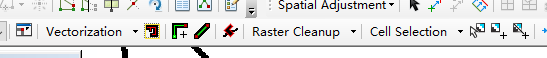 Spatial Adjustment
Vectorization Raster Cleanup Cell Selection